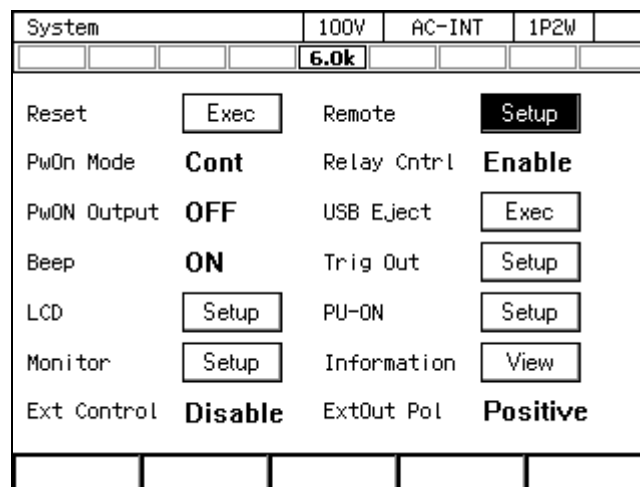 System 100V AC-INT 1P2W
6.0k
Reset Exec Remote Setup
PwOn Mode Cont Relay Cntrl Enable
PwON Output OFF USB Eject Exec
Beep ON Trig Out Setup
LCD Setup PU-ON Setup
Monitor Setup Information View
Ext Control Disable ExtOut Pol Positive